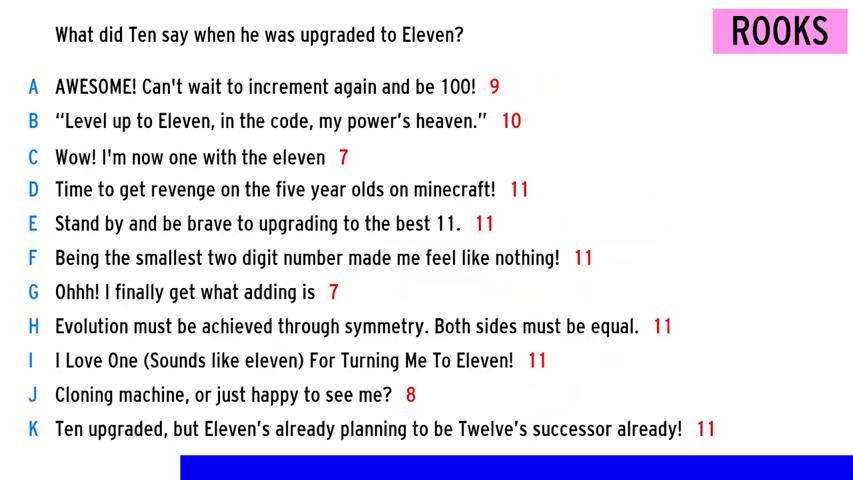 What did Ten say when he was upgraded to Eleven?
ROOKS
A AWESOME! Can't wait to increment again and be 100! 9
B “Level up to Eleven, in the code, my power’s heaven.” 10
C Wow! I'm now one with the eleven 7
D Time to get revenge on the five year olds on minecraft! 11
E Stand by and be brave to upgrading to the best 11. 11
F Being the smallest two digit number made me feel like nothing! 11
G Ohhh! I finally get what adding is 7
H Evolution must be achieved through symmetry. Both sides must be equal. 11
I I Love One (Sounds like eleven) For Turning Me To Eleven! 11
J Cloning machine, or just happy to see me? 8
K Ten upgraded, but Eleven’s already planning to be Twelve’s successor already! 11